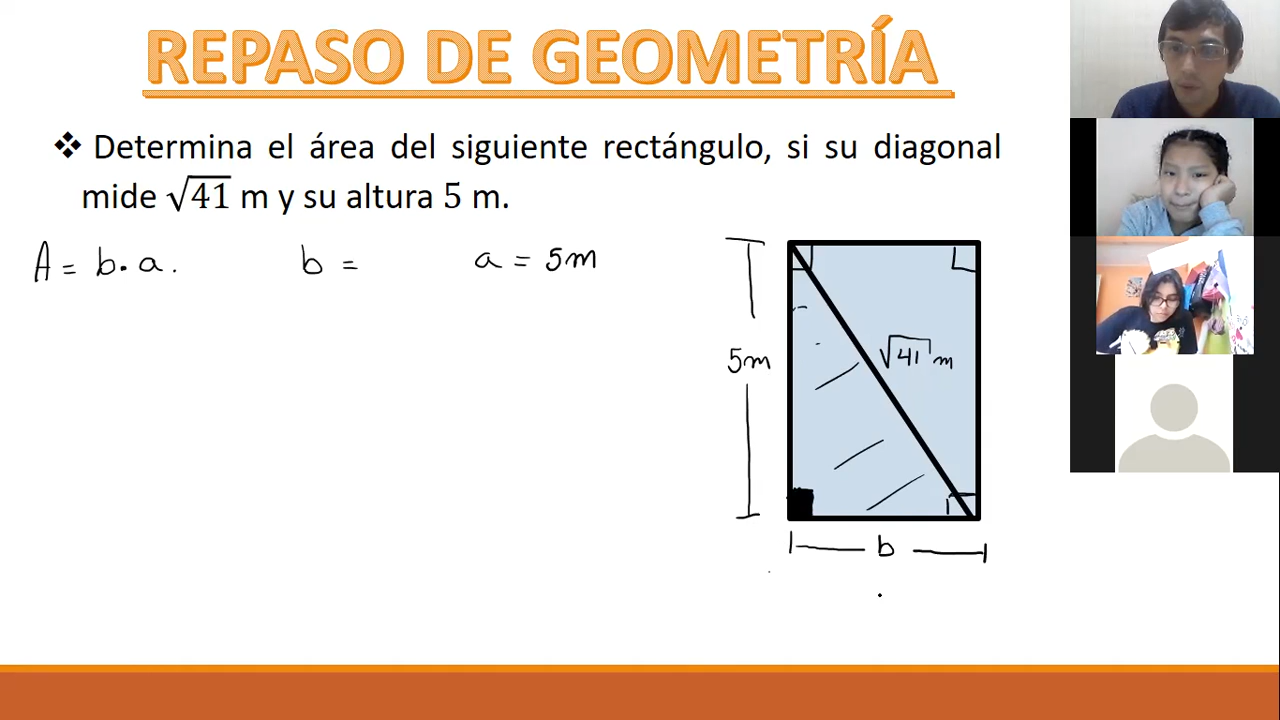 REPASO DE GEOMETRÍA
❖ Determina el área del siguiente rectángulo, si su diagonal
mide √41 m y su altura 5 m.
A = b. a. b = a = 5m
5m √41 m
b